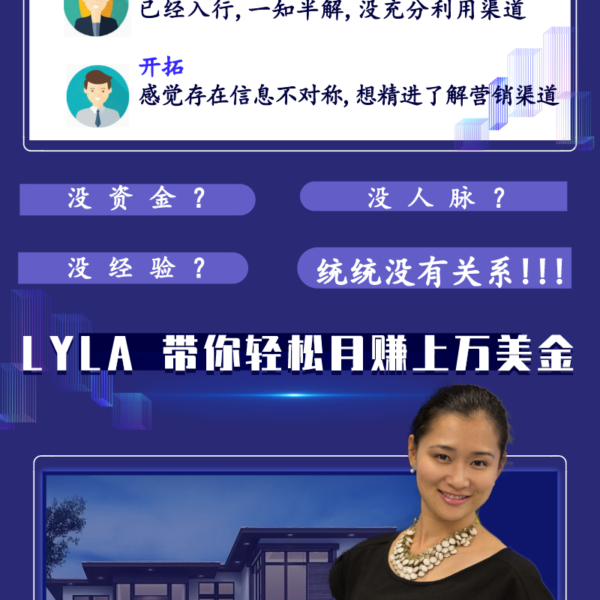 已经入行,一知半解,没充分利用渠道
开拓
感觉存在信息不对称,想精进了解营销渠道
没资金?
没人脉?
没经验?
统统没有关系!!!
LYLA 带你轻松月赚上万美金